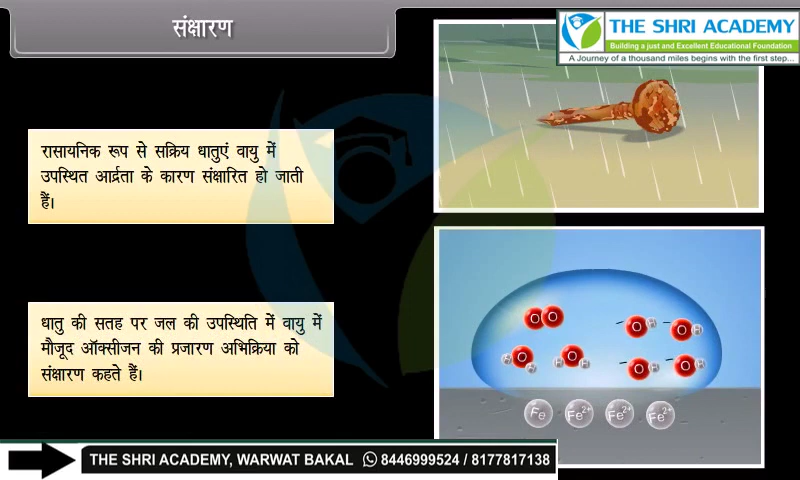 संक्षारण
THE SHRI ACADEMY
Building a just and Excellent Educational Foundation
A Journey of a thousand miles begins with the first step...
रासायनिक रूप से सक्रिय धातुएं वायु में
उपस्थित आर्द्रता के कारण संक्षारित हो जाती
हैं।
धातु की सतह पर जल की उपस्थिति में वायु में
मौजूद ऑक्सीजन की प्रजारण अभिक्रिया को
संक्षारण कहते हैं।
O O
O H O H
H O H H O H
O H O H
Fe Fe2+ Fe2+ Fe2+
THE SHRI ACADEMY, WARWAT BAKAL 8446999524 / 8177817138